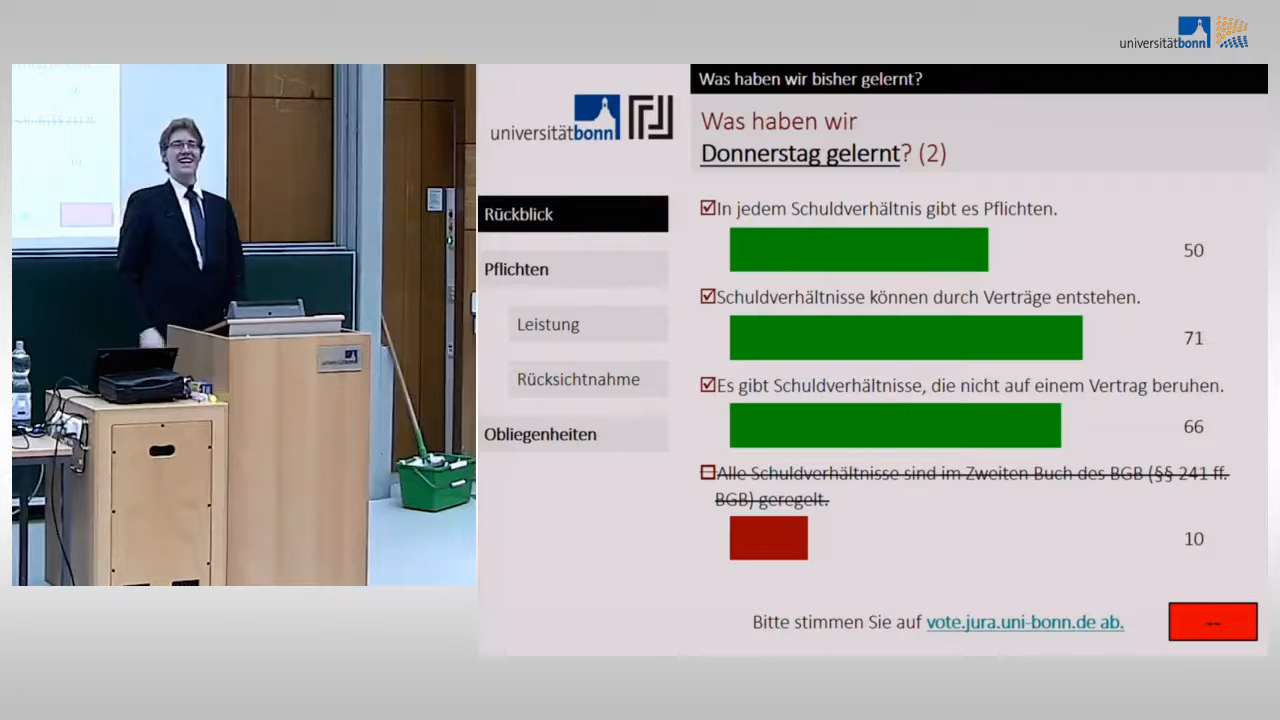 universitätbonn
Was haben wir bisher gelernt?
universitätbonn
Was haben wir
Donnerstag gelernt? (2)
Rückblick
In jedem Schuldverhältnis gibt es Pflichten.
50
Pflichten
Schuldverhältnisse können durch Verträge entstehen.
Leistung
71
Rücksichtnahme
Es gibt Schuldverhältnisse, die nicht auf einem Vertrag beruhen.
66
Obliegenheiten
Alle Schuldverhältnisse sind im Zweiten Buch des BGB (§§ 241 ff.
BGB) geregelt.
10
Bitte stimmen Sie auf vote.jura.uni-bonn.de ab.
--